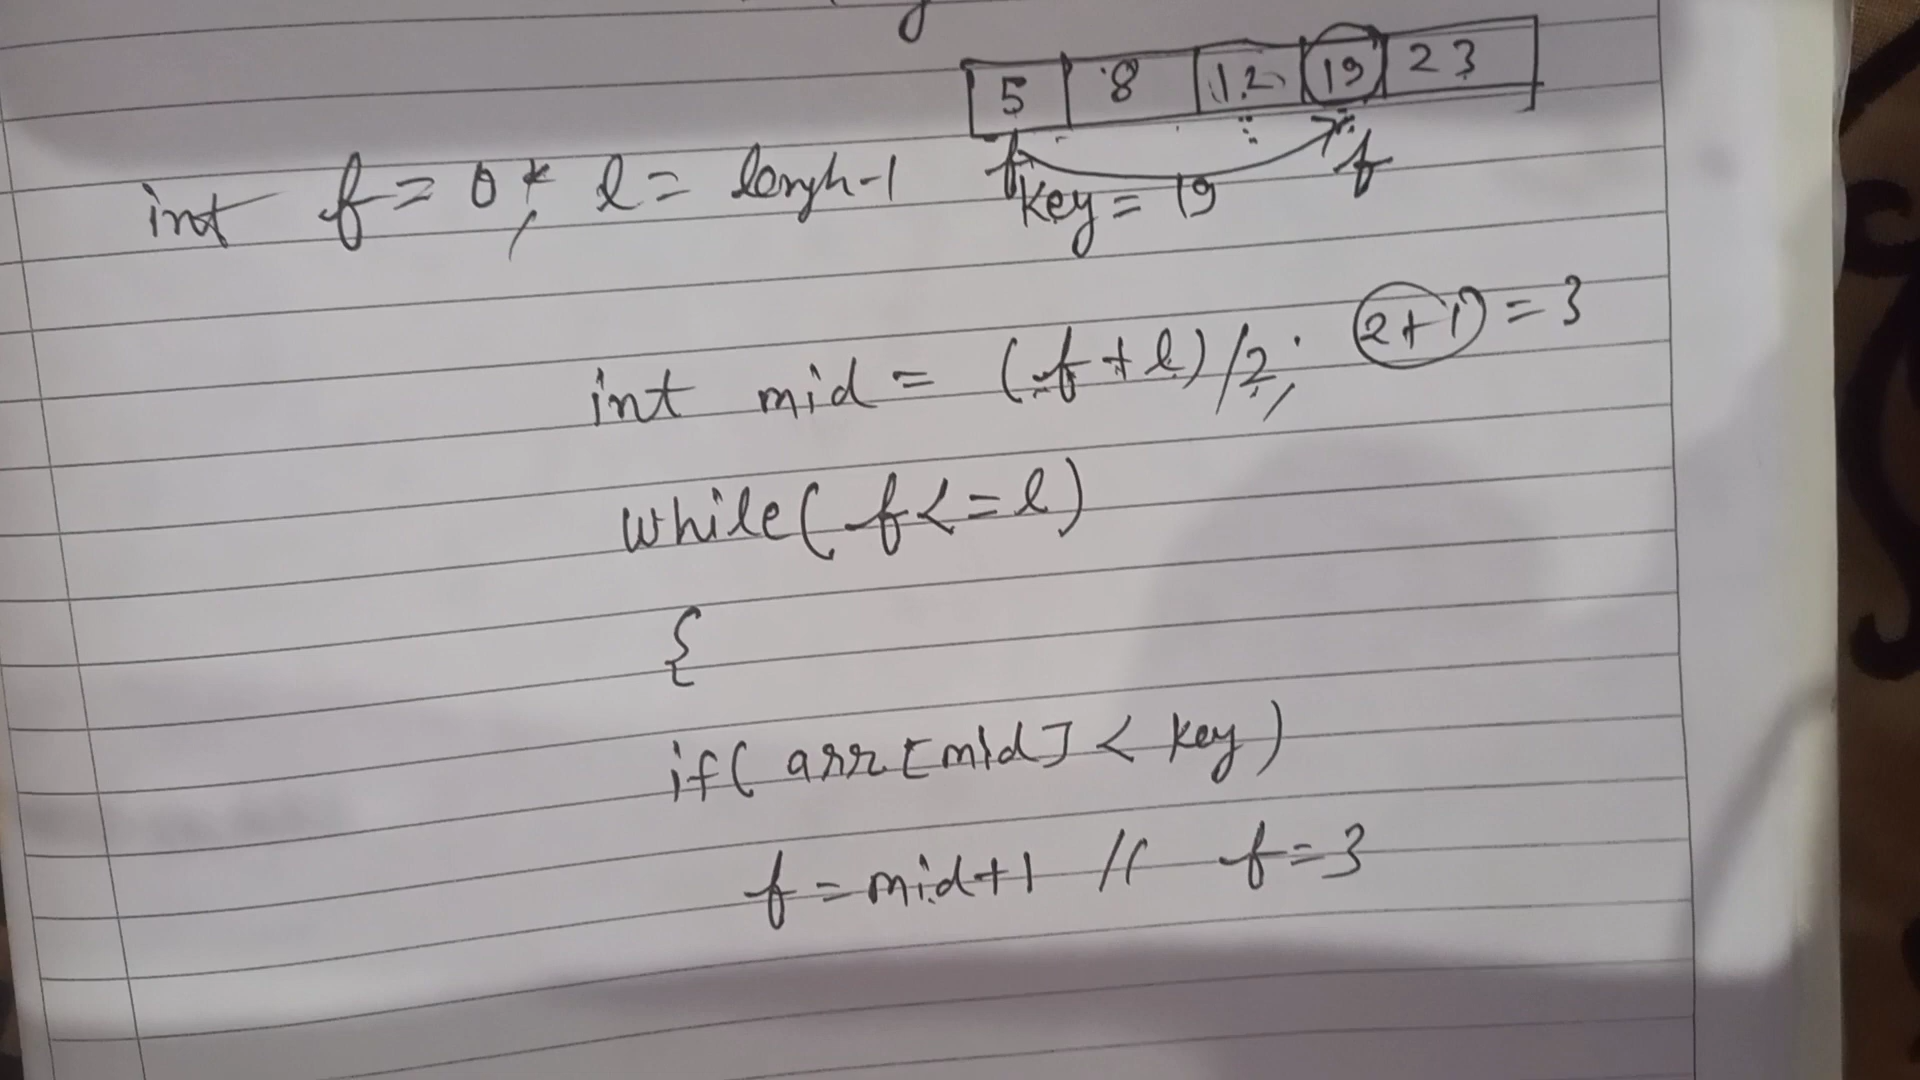 5 8 12 19 23
int f = 0, l = lengh-1 f f
key = 19
int mid = (f+l)/2; 2+1 = 3
while( f<=l)
{
if( arr[mid] < key)
f = mid+1 // f=3